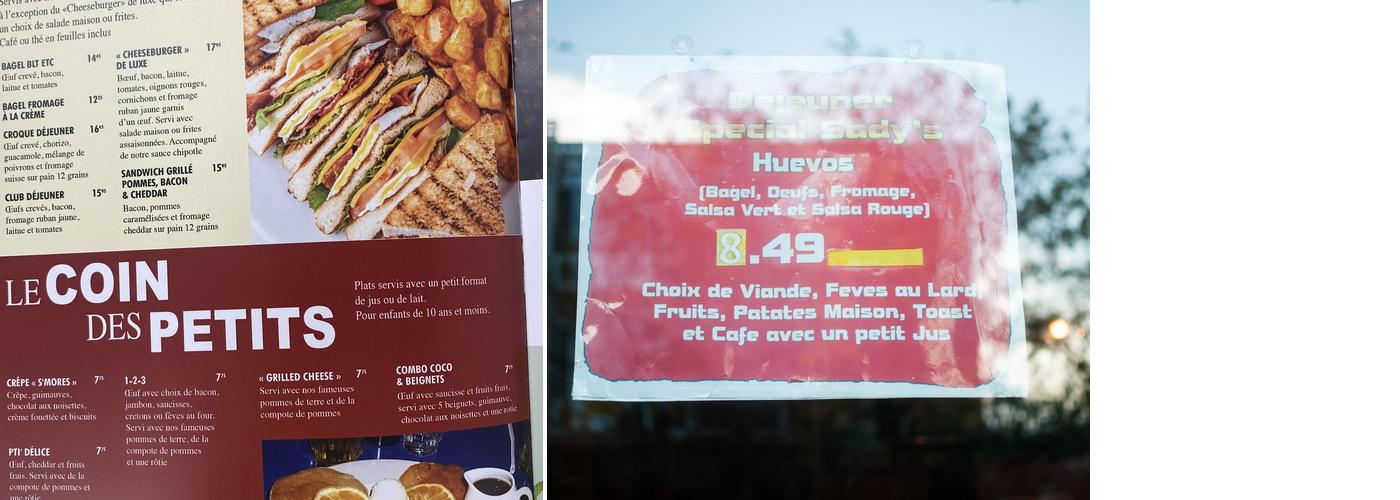 à l'exception du «Cheeseburger» de luxe qui
un choix de salade maison ou frites.
Café ou thé en feuilles inclus
BAGEL BLT ETC 14⁴⁵
Œuf crevé, bacon,
laitue et tomates
BAGEL FROMAGE 12²⁵
À LA CRÈME
CROQUE DÉJEUNER 16⁴⁵
Œuf crevé, chorizo,
guacamole, mélange de
poivrons et fromage
suisse sur pain 12 grains
CLUB DÉJEUNER 15⁹⁵
Œufs crevés, bacon,
fromage ruban jaune,
laitue et tomates
« CHEESEBURGER » 17⁹⁵
DE LUXE
Bœuf, bacon, laitue,
tomates, oignons rouges,
cornichons et fromage
ruban jaune garnis
d'un œuf. Servi avec
salade maison ou frites
assaisonnées. Accompagné
de notre sauce chipotle
SANDWICH GRILLÉ 15⁹⁵
POMMES, BACON
& CHEDDAR
Bacon, pommes
caramélisées et fromage
cheddar sur pain 12 grains
LE COIN
DES PETITS
Plats servis avec un petit format
de jus ou de lait.
Pour enfants de 10 ans et moins.
CRÊPE « S'MORES » 7⁷⁵
Crêpe, guimauves,
chocolat aux noisettes,
crème fouettée et biscuits
PTI' DÉLICE 7⁷⁵
Œuf, cheddar et fruits
frais. Servi avec de la
compote de pommes et
une rôtie
1-2-3 7⁷⁵
Œuf avec choix de bacon,
jambon, saucisses,
cretons ou fèves au four.
Servi avec nos fameuses
pommes de terre, de la
compote de pommes
et une rôtie
« GRILLED CHEESE » 7⁷⁵
Servi avec nos fameuses
pommes de terre et de la
compote de pommes
COMBO COCO 7⁷⁵
& BEIGNETS
Œuf avec saucisse et fruits frais,
servi avec 5 beignets, guimauve,
chocolat aux noisettes et une rôtie
Dejeuner
Special Sady's
Huevos
(Bagel, Oeufs, Fromage,
Salsa Vert et Salsa Rouge)
8.49
Choix de Viande, Feves au Lard,
Fruits, Patates Maison, Toast
et Cafe avec un petit Jus